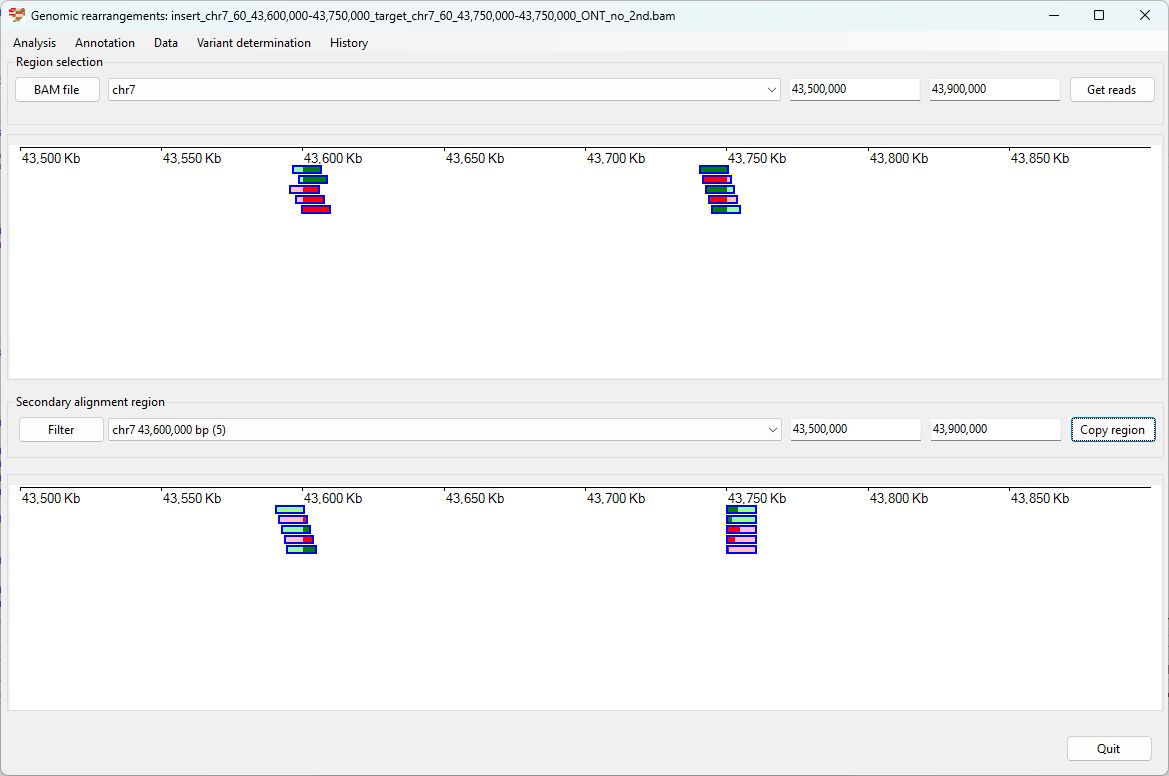 Genomic rearrangements: insert_chr7_60_43,600,000-43,750,000_target_chr7_60_43,750,000-43,750,000_ONT_no_2nd.bam
Analysis Annotation Data Variant determination History
Region selection
BAM file chr7 43,500,000 43,900,000 Get reads
43,500 Kb 43,550 Kb 43,600 Kb 43,650 Kb 43,700 Kb 43,750 Kb 43,800 Kb 43,850 Kb
Secondary alignment region
Filter chr7 43,600,000 bp (5) 43,500,000 43,900,000 Copy region
43,500 Kb 43,550 Kb 43,600 Kb 43,650 Kb 43,700 Kb 43,750 Kb 43,800 Kb 43,850 Kb
Quit